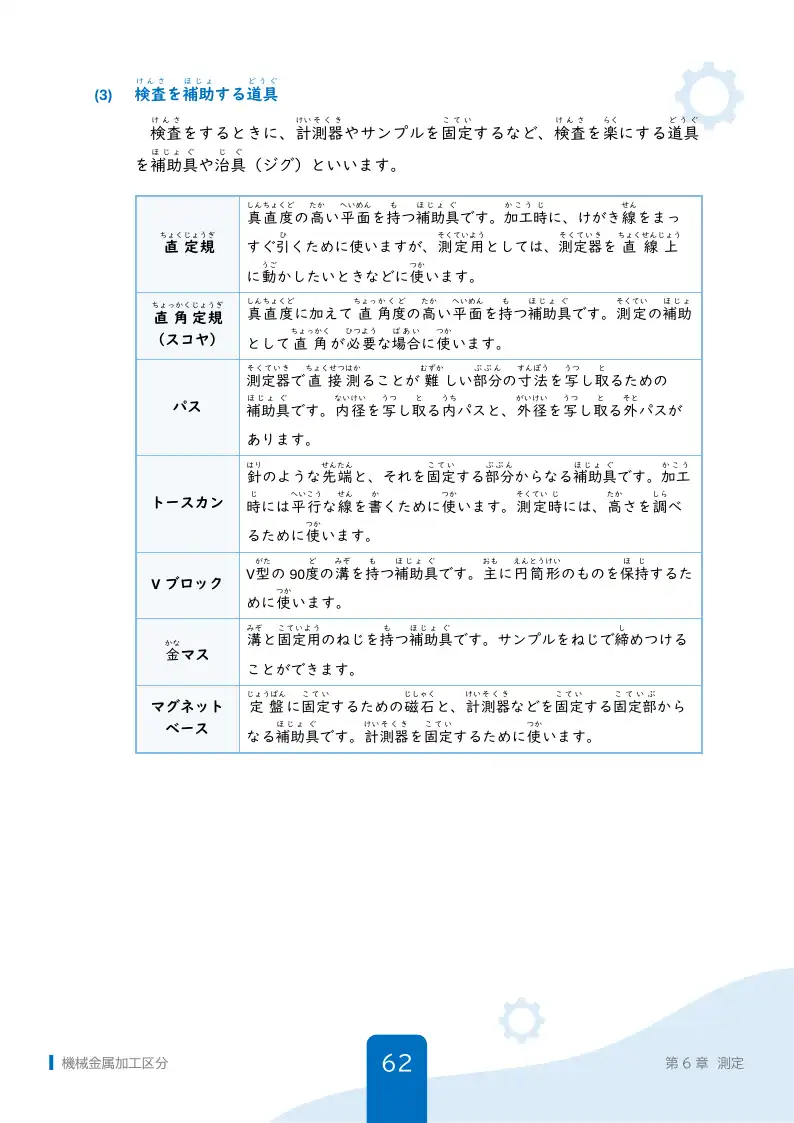 (3) 検査を補助する道具
検査をするときに、計測器やサンプルを固定するなど、検査を楽にする道具
を補助具や治具（ジグ）といいます。
直定規
真直度の高い平面を持つ補助具です。加工時に、けがき線をまっ
すぐ引くために使いますが、測定用としては、測定器を直線上
に動かしたいときなどに使います。
直角定規
（スコヤ）
真直度に加えて直角度の高い平面を持つ補助具です。測定の補助
として直角が必要な場合に使います。
パス
測定器で直接測ることが難しい部分の寸法を写し取るための
補助具です。内径を写し取る内パスと、外径を写し取る外パスが
あります。
トースカン
針のような先端と、それを固定する部分からなる補助具です。加工
時には平行な線を書くために使います。測定時には、高さを調べ
るために使います。
V ブロック
V型の 90度の溝を持つ補助具です。主に円筒形のものを保持するた
めに使います。
金マス
溝と固定用のねじを持つ補助具です。サンプルをねじで締めつける
ことができます。
マグネット
ベース
定盤に固定するための磁石と、計測器などを固定する固定部から
なる補助具です。計測器を固定するために使います。
機械金属加工区分
62
第 6 章 測定